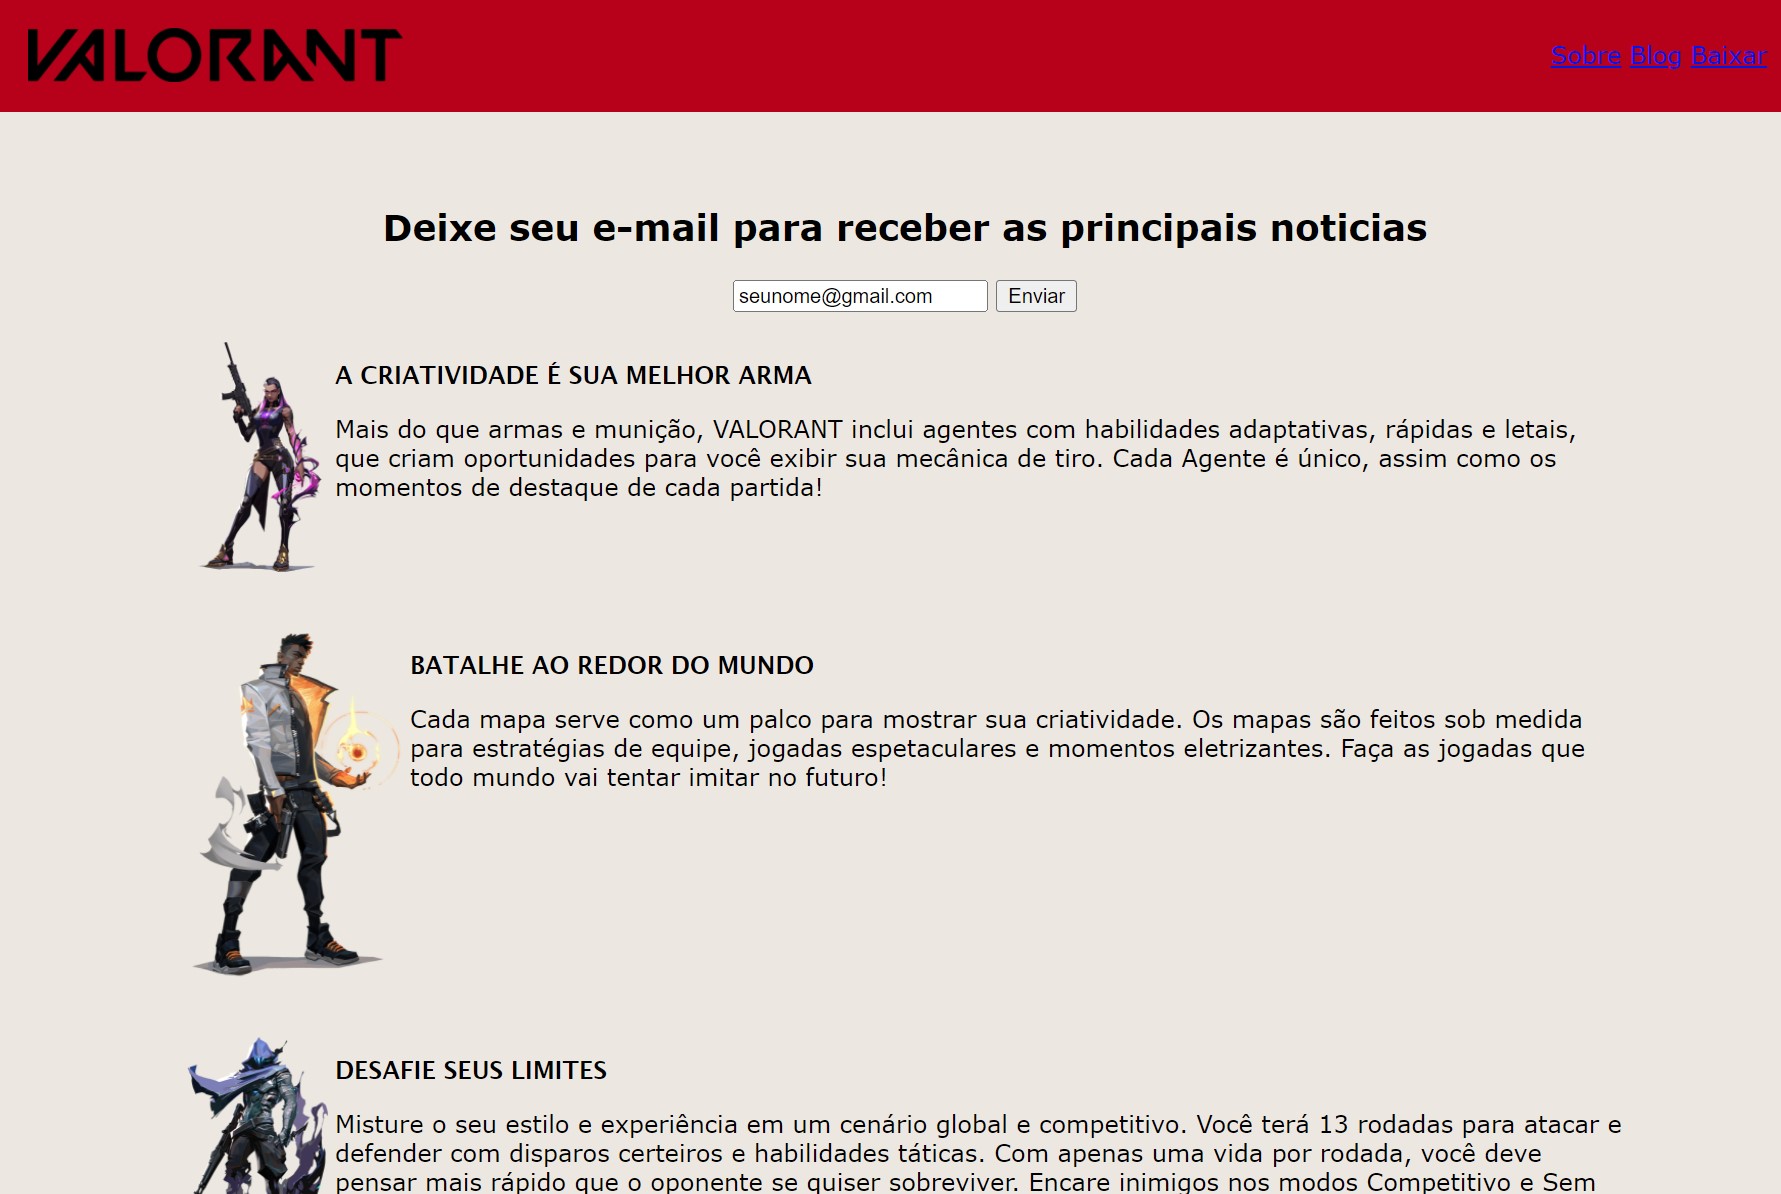 VALORANT
Sobre Blog Baixar
Deixe seu e-mail para receber as principais noticias
seunome@gmail.com Enviar
A CRIATIVIDADE É SUA MELHOR ARMA
Mais do que armas e munição, VALORANT inclui agentes com habilidades adaptativas, rápidas e letais,
que criam oportunidades para você exibir sua mecânica de tiro. Cada Agente é único, assim como os
momentos de destaque de cada partida!
BATALHE AO REDOR DO MUNDO
Cada mapa serve como um palco para mostrar sua criatividade. Os mapas são feitos sob medida
para estratégias de equipe, jogadas espetaculares e momentos eletrizantes. Faça as jogadas que
todo mundo vai tentar imitar no futuro!
DESAFIE SEUS LIMITES
Misture o seu estilo e experiência em um cenário global e competitivo. Você terá 13 rodadas para atacar e
defender com disparos certeiros e habilidades táticas. Com apenas uma vida por rodada, você deve
pensar mais rápido que o oponente se quiser sobreviver. Encare inimigos nos modos Competitivo e Sem